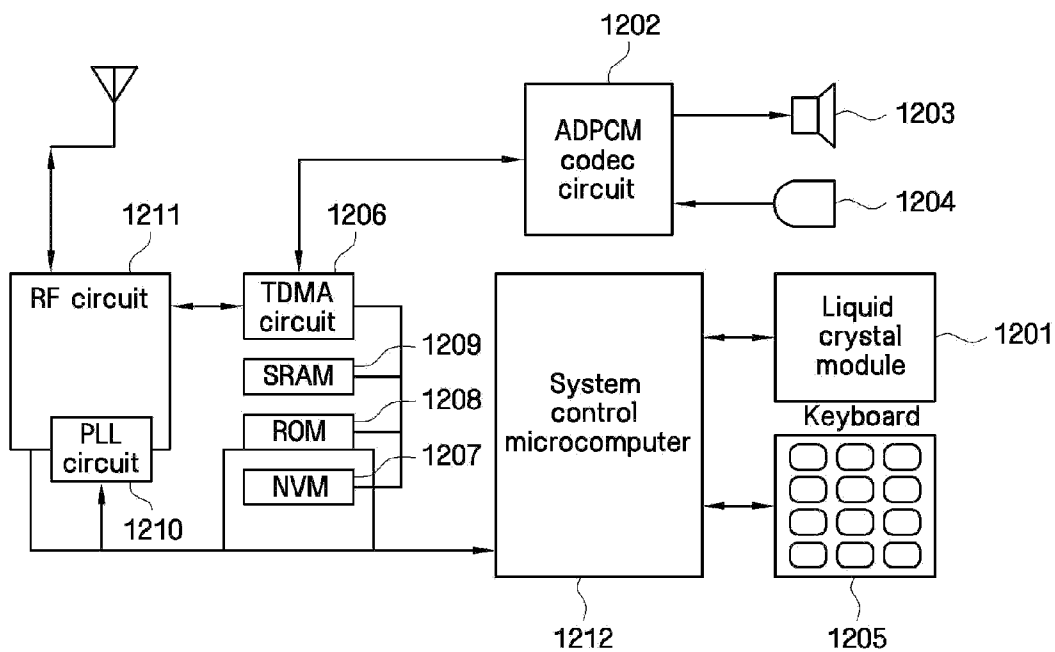 1202
ADPCM
codec
circuit
1203
1204
1211
RF circuit
1206
TDMA
circuit
1209
SRAM
1208
ROM
1207
NVM
PLL
circuit
1210
System
control
microcomputer
1212
Liquid
crystal
module
1201
Keyboard
1205